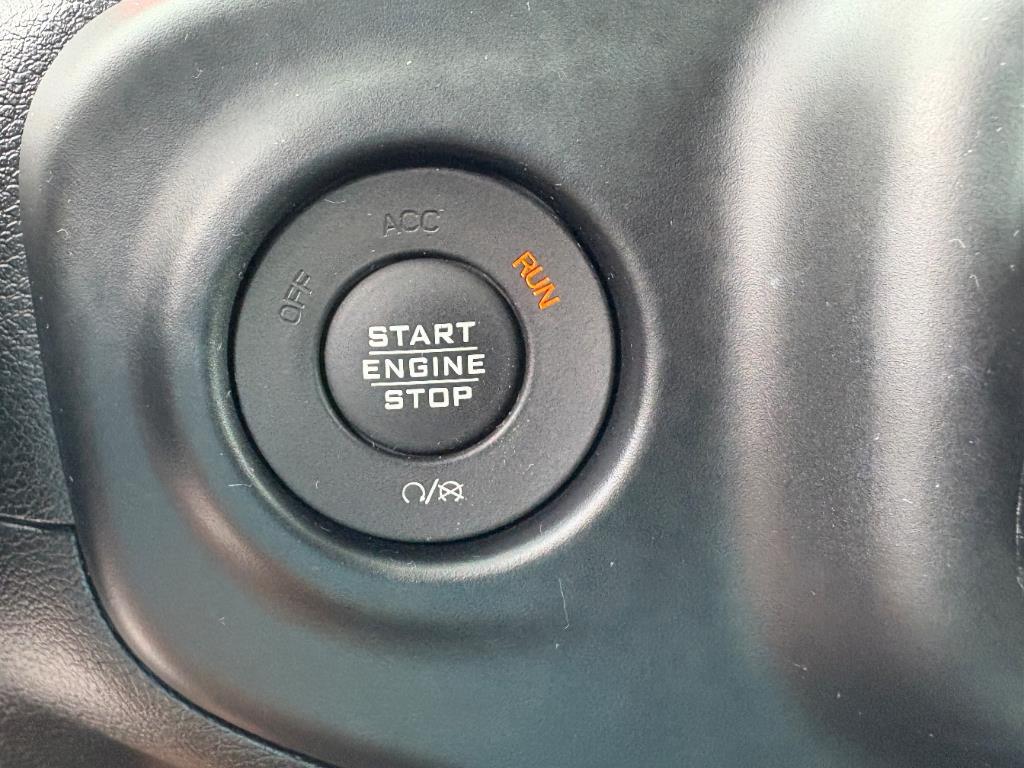 ACC
OFF
RUN
START
ENGINE
STOP